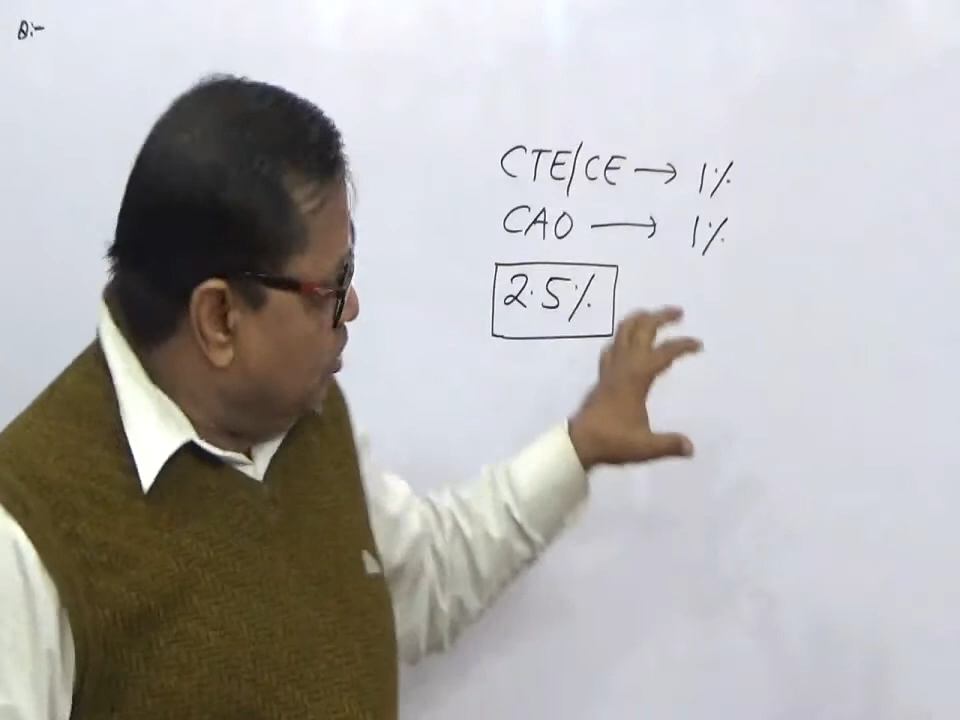 Q:-
CTE/CE → 1%
CAO → 1%
2.5%